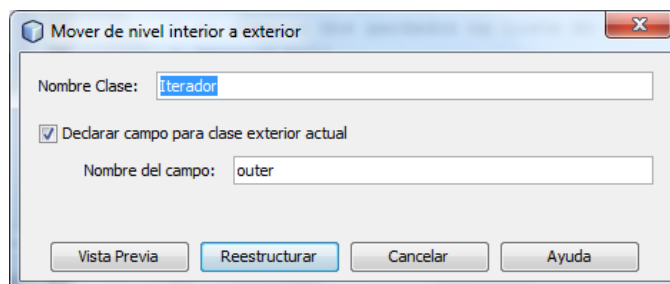 Mover de nivel interior a exterior
Nombre Clase: Iterador
Declarar campo para clase exterior actual
Nombre del campo: outer
Vista Previa Reestructurar Cancelar Ayuda